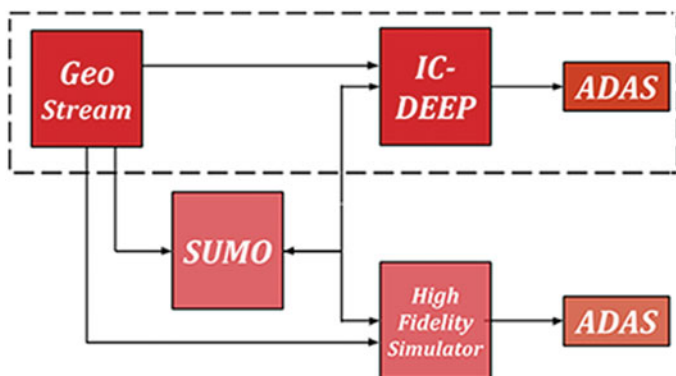 Geo
Stream
IC-
DEEP
ADAS
SUMO
High
Fidelity
Simulator
ADAS